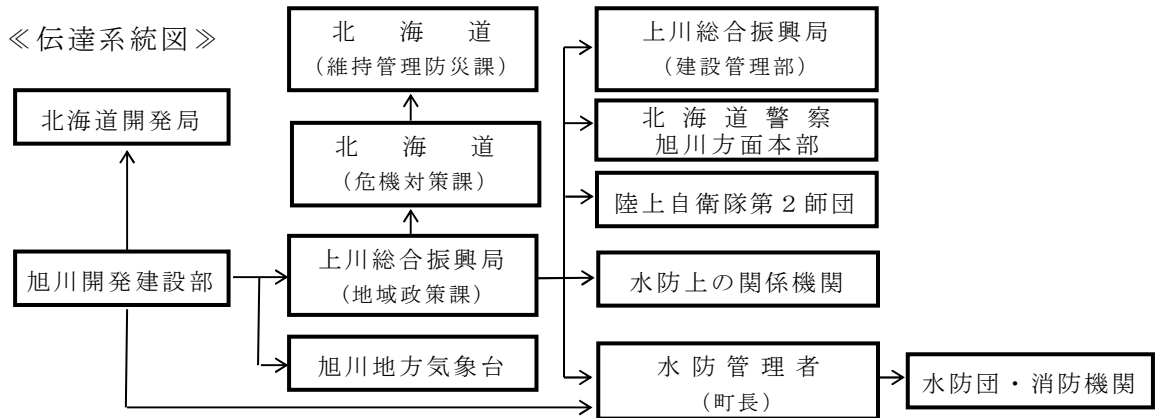 ≪伝達系統図≫
北海道開発局
旭川開発建設部
北海道
(維持管理防災課)
北海道
(危機対策課)
上川総合振興局
(地域政策課)
旭川地方気象台
上川総合振興局
(建設管理部)
北海道警察
旭川方面本部
陸上自衛隊第2師団
水防上の関係機関
水防管理者
(町長)
水防団・消防機関